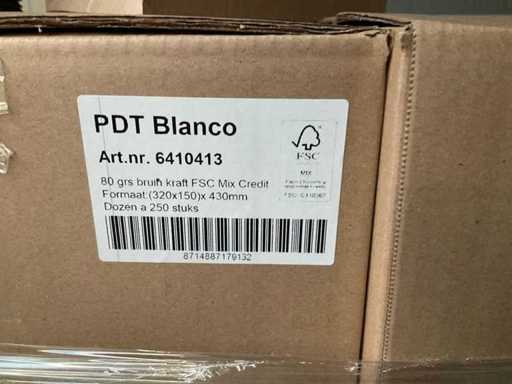 PDT Blanco
Art.nr. 6410413
80 grs bruin kraft FSC Mix Credit
Formaat:(320x150)x 430mm
Dozen a 250 stuks
8714887179132
FSC
MIX